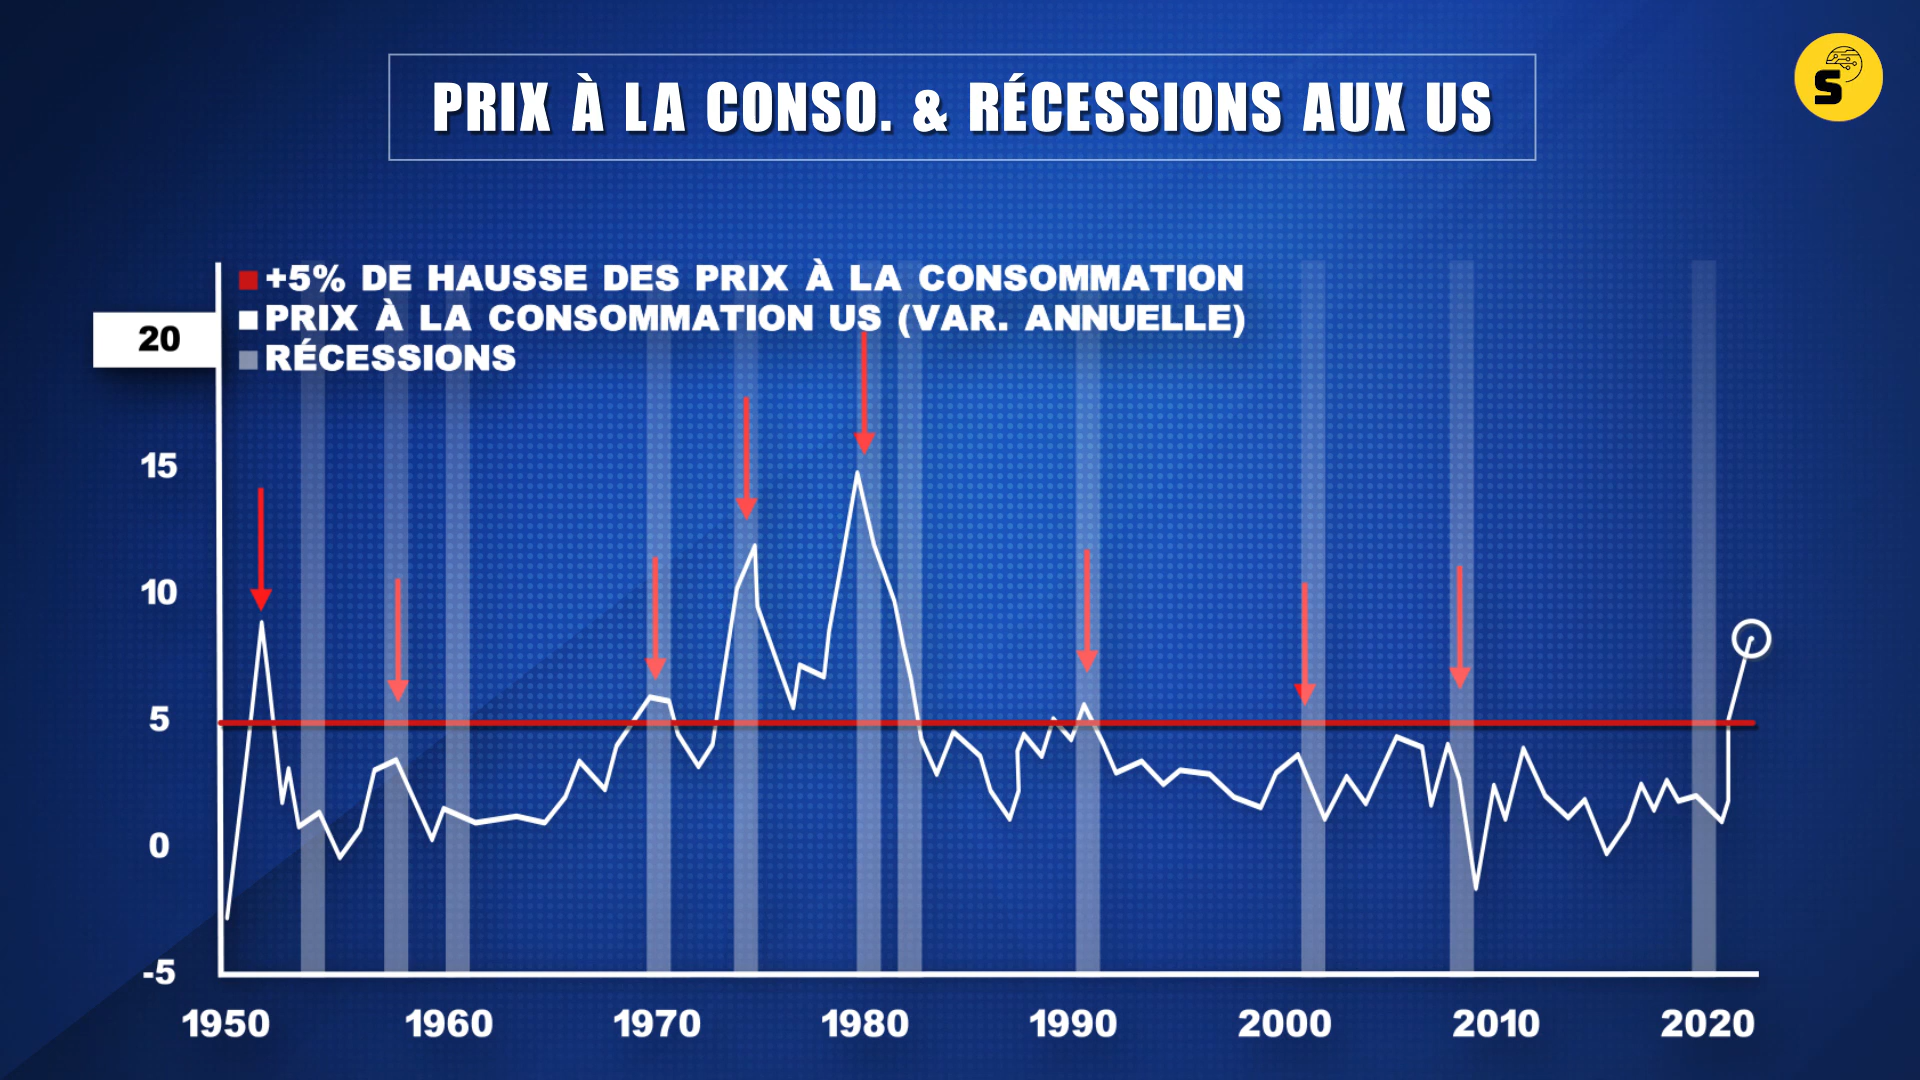 PRIX À LA CONSO. & RÉCESSIONS AUX US
S
+5% DE HAUSSE DES PRIX À LA CONSOMMATION
PRIX À LA CONSOMMATION US (VAR. ANNUELLE)
RÉCESSIONS
20
15
10
5
0
-5
1950 1960 1970 1980 1990 2000 2010 2020